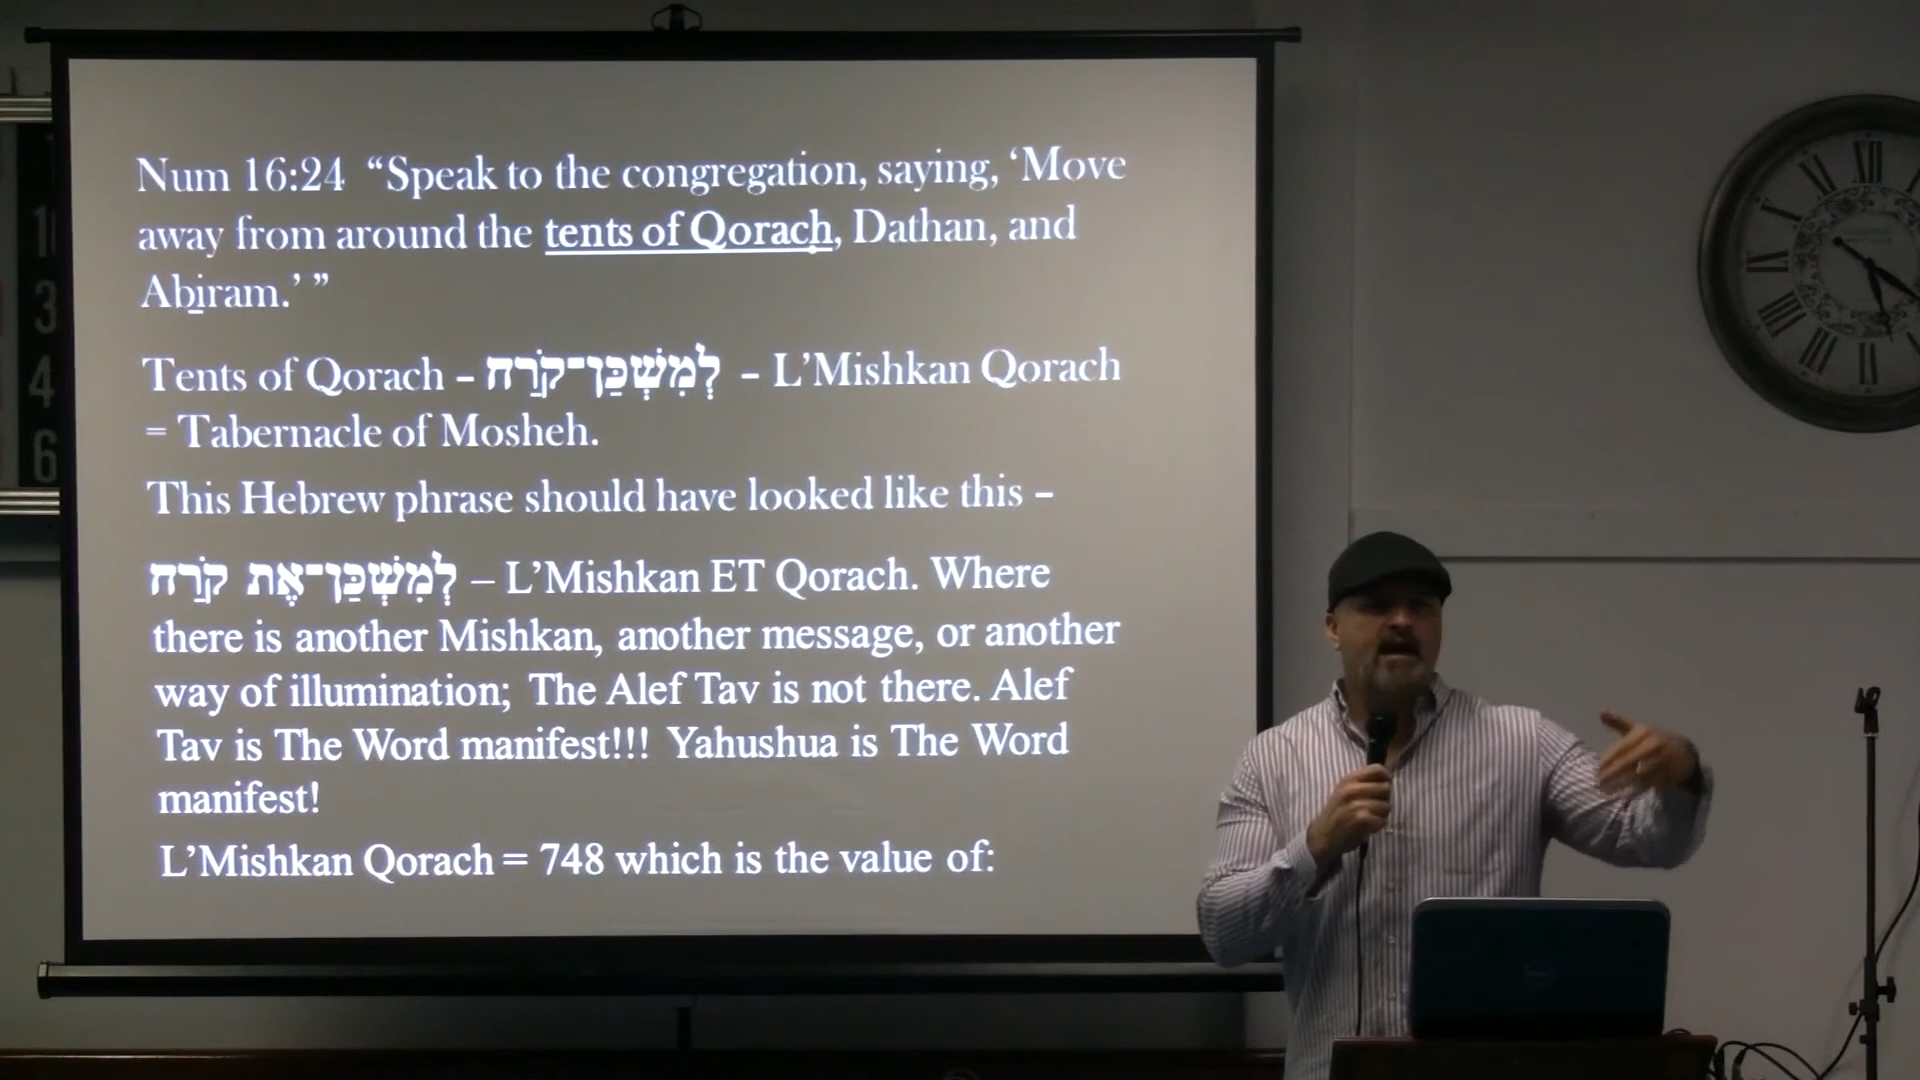 Num 16:24 “Speak to the congregation, saying, ‘Move
away from around the tents of Qorach, Dathan, and
Abiram.’ ”
Tents of Qorach – לְמִשְׁכַּן־קֹרַח – L’Mishkan Qorach
= Tabernacle of Mosheh.
This Hebrew phrase should have looked like this –
לְמִשְׁכַּן־אֶת קֹרַח – L’Mishkan ET Qorach. Where
there is another Mishkan, another message, or another
way of illumination; The Alef Tav is not there. Alef
Tav is The Word manifest!!! Yahushua is The Word
manifest!
L’Mishkan Qorach = 748 which is the value of:
3
4
6